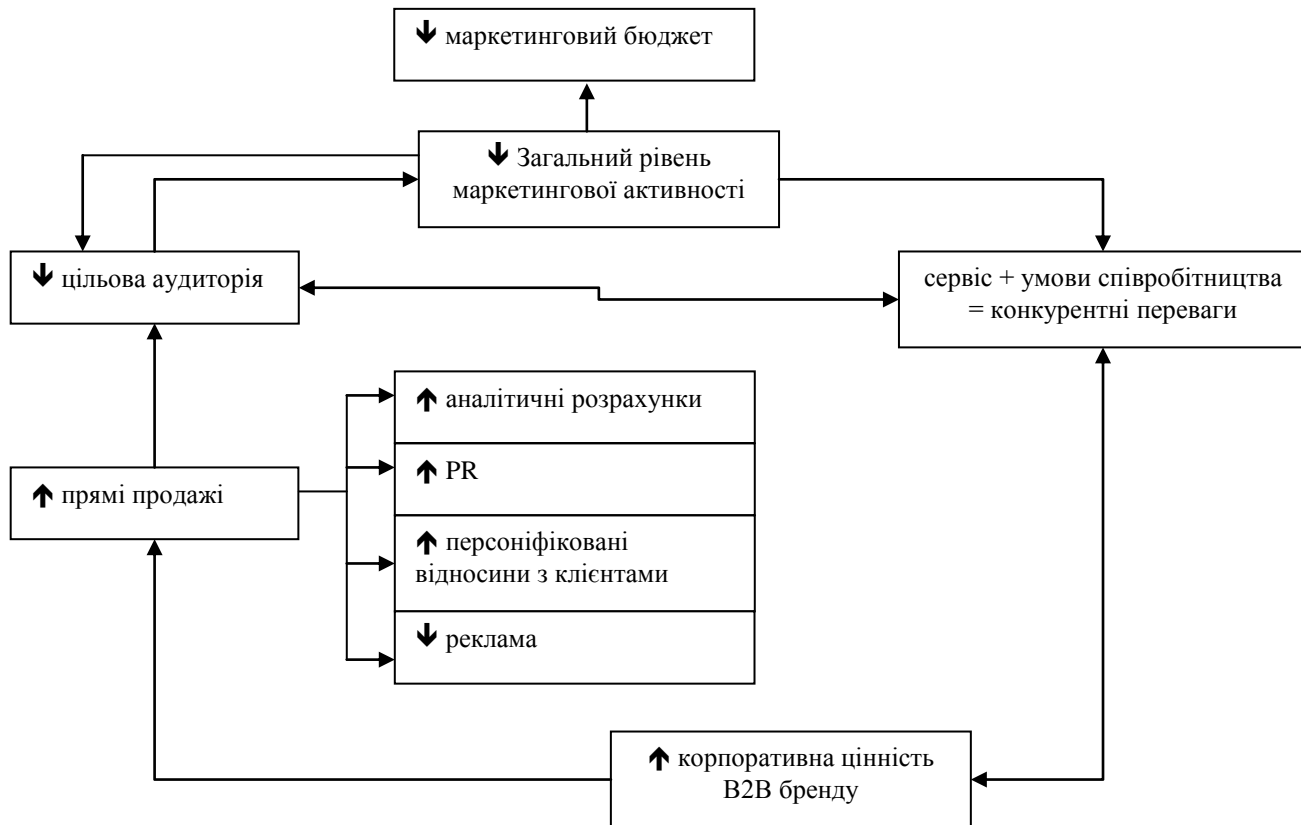 🡻 маркетинговий бюджет
🡻 Загальний рівень
маркетингової активності
🡻 цільова аудиторія
сервіс + умови співробітництва
= конкурентні переваги
🡹 аналітичні розрахунки
🡹 PR
🡹 прямі продажі
🡹 персоніфіковані
відносини з клієнтами
🡻 реклама
🡹 корпоративна цінність
B2B бренду